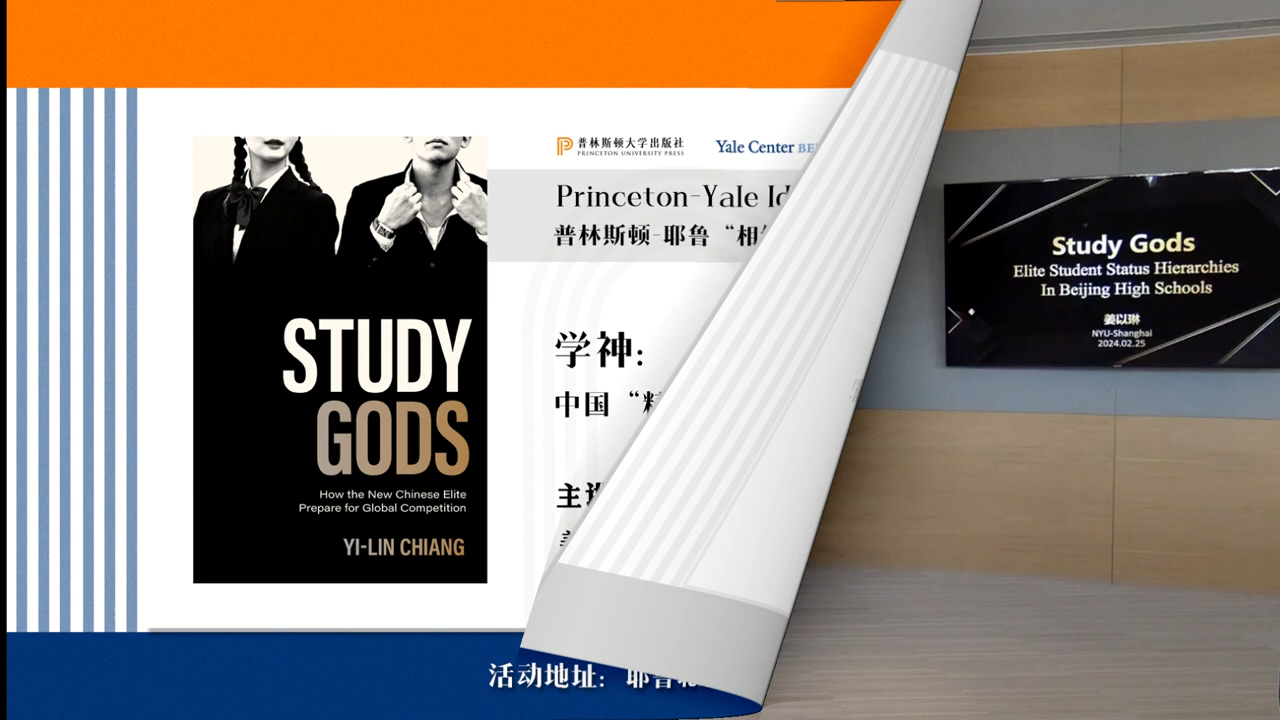 STUDY
GODS
How the New Chinese Elite
Prepare for Global Competition
YI-LIN CHIANG
普林斯顿大学出版社
PRINCETON UNIVERSITY PRESS
Yale Center
Princeton-Yale
普林斯顿-耶鲁“相
学神:
中国“精
主
活动地址: 耶鲁
Study Gods
Elite Student Status Hierarchies
In Beijing High Schools
姜以琳
NYU-Shanghai
2024.02.25